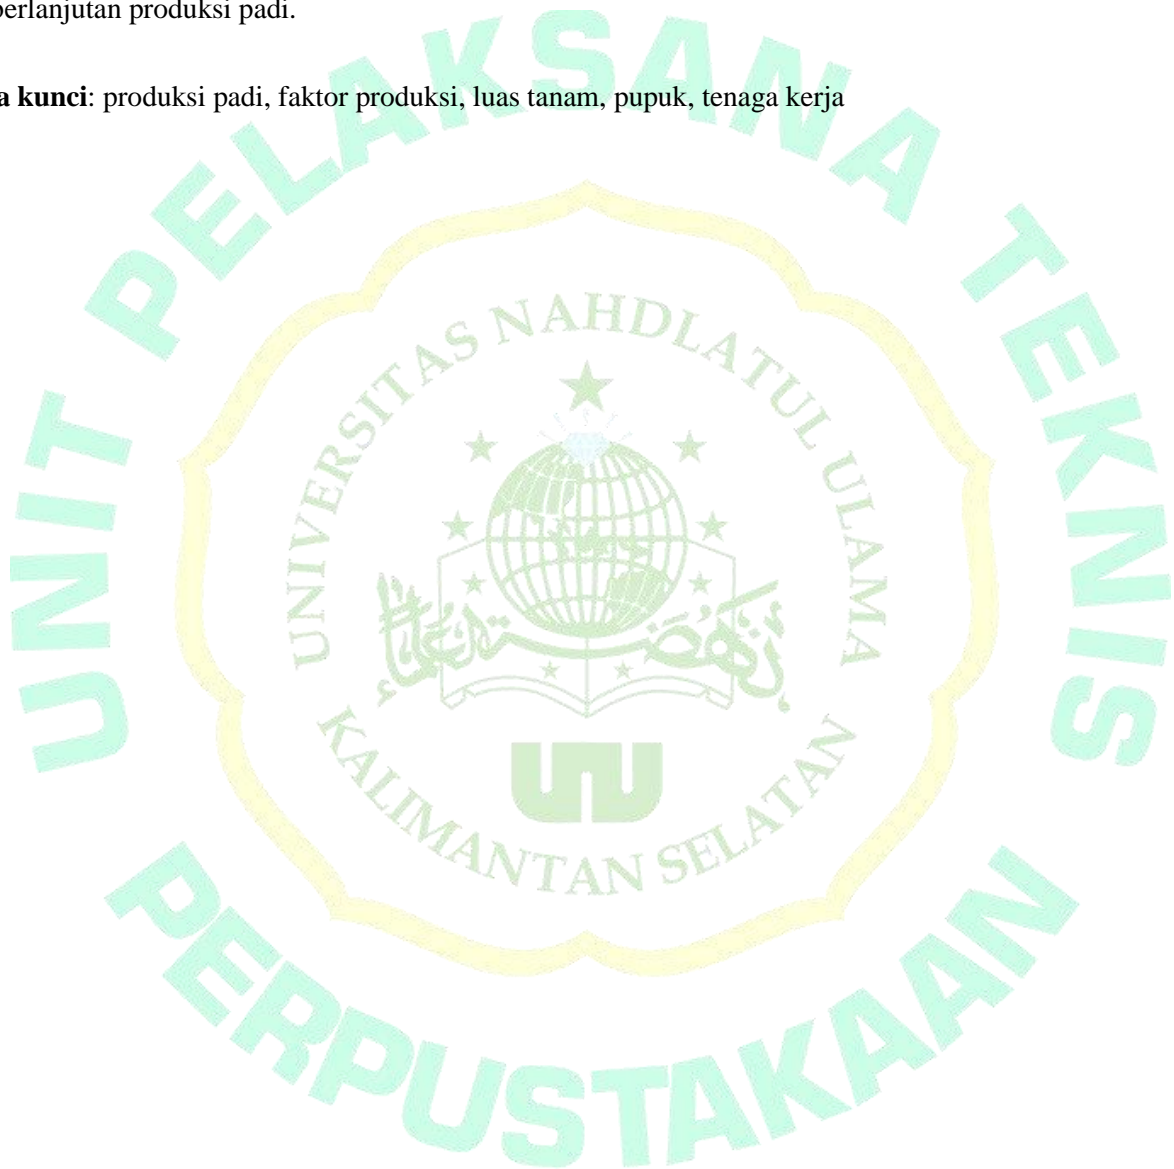 berlanjutan produksi padi.
a kunci: produksi padi, faktor produksi, luas tanam, pupuk, tenaga kerja
UNIT PELAKSANA TEKNIS
UNIVERSITAS NAHDLATUL ULAMA
KALIMANTAN SELATAN
PERPUSTAKAAN